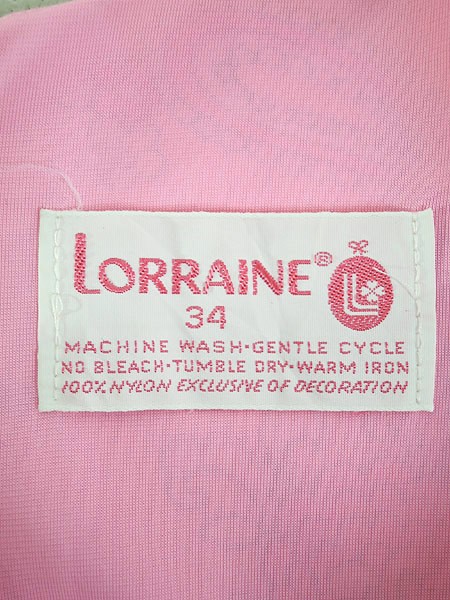 LORRAINE®
34
MACHINE WASH·GENTLE CYCLE
NO BLEACH·TUMBLE DRY·WARM IRON
100% NYLON EXCLUSIVE OF DECORATION